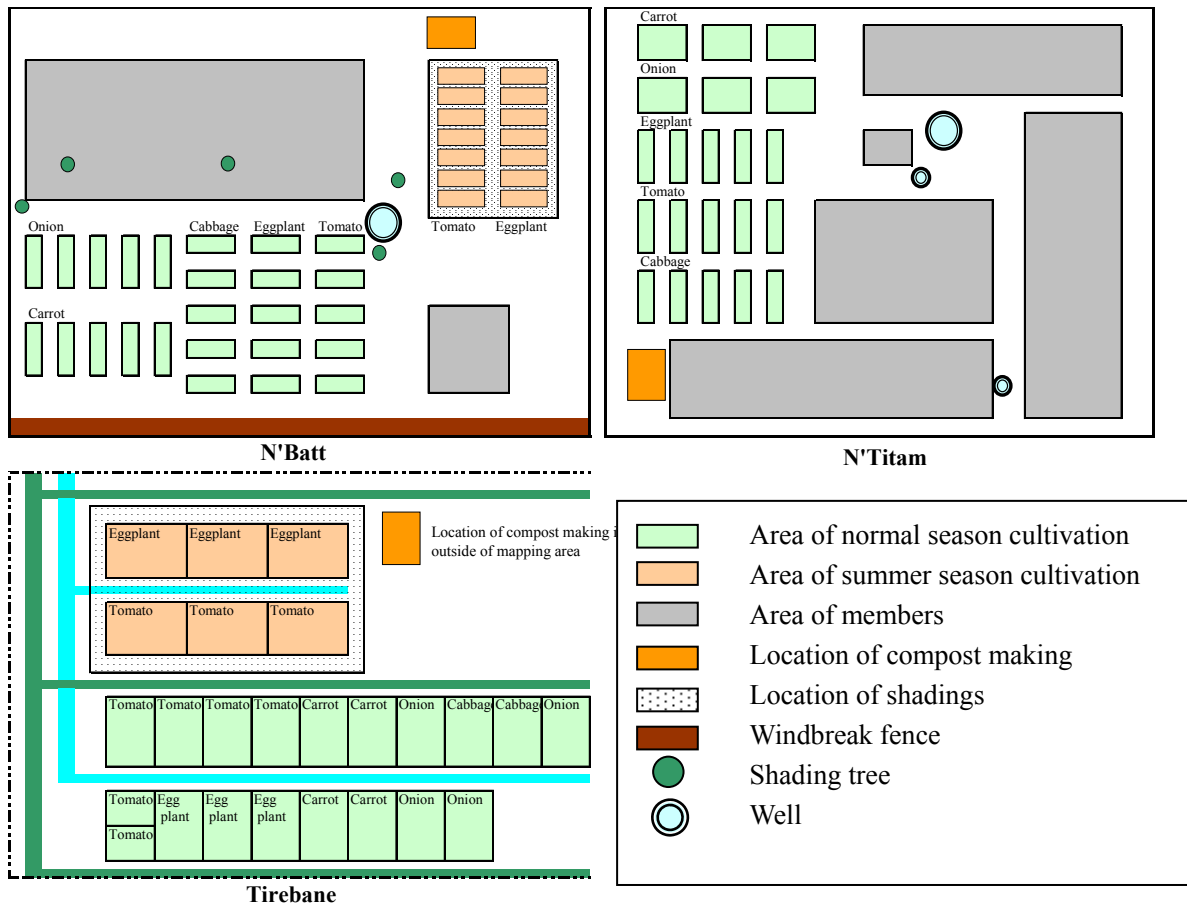 Onion
Cabbage
Eggplant
Tomato
Tomato
Eggplant
Carrot
N'Batt
Carrot
Onion
Eggplant
Tomato
Cabbage
N'Titam
Eggplant Eggplant Eggplant
Location of compost making i
outside of mapping area
Tomato Tomato Tomato
Tomato Tomato Tomato Tomato Carrot Carrot Onion Cabbag Cabbag Onion
Tomato Egg Egg Egg Carrot Carrot Onion Onion
plant plant plant
Tomato
Tirebane
Area of normal season cultivation
Area of summer season cultivation
Area of members
Location of compost making
Location of shadings
Windbreak fence
Shading tree
Well